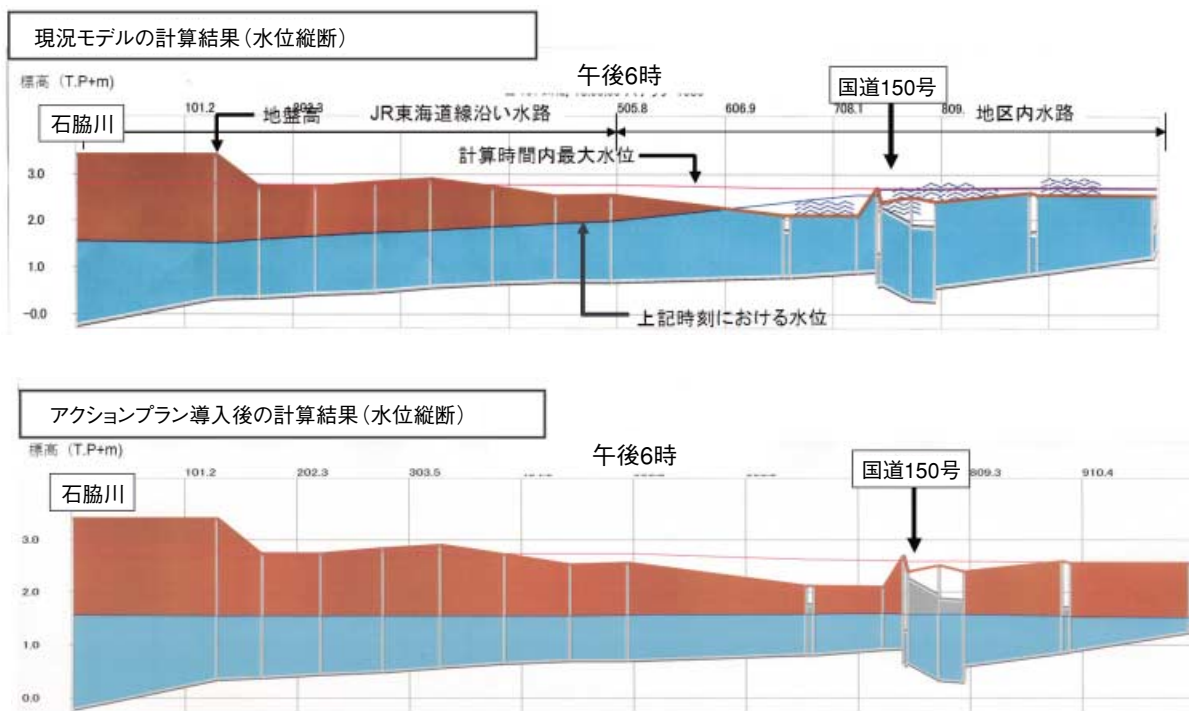 現況モデルの計算結果(水位縦断)
標高(T.P+m)
午後6時
国道150号
101.2
202.3
505.8
606.9
708.1
809.
石脇川
地盤高
JR東海道線沿い水路
地区内水路
計算時間内最大水位
3.0
2.0
1.0
-0.0
上記時刻における水位
アクションプラン導入後の計算結果(水位縦断)
標高(T.P+m)
午後6時
国道150号
101.2
202.3
303.5
809.3
910.4
石脇川
3.0
2.0
1.0
0.0